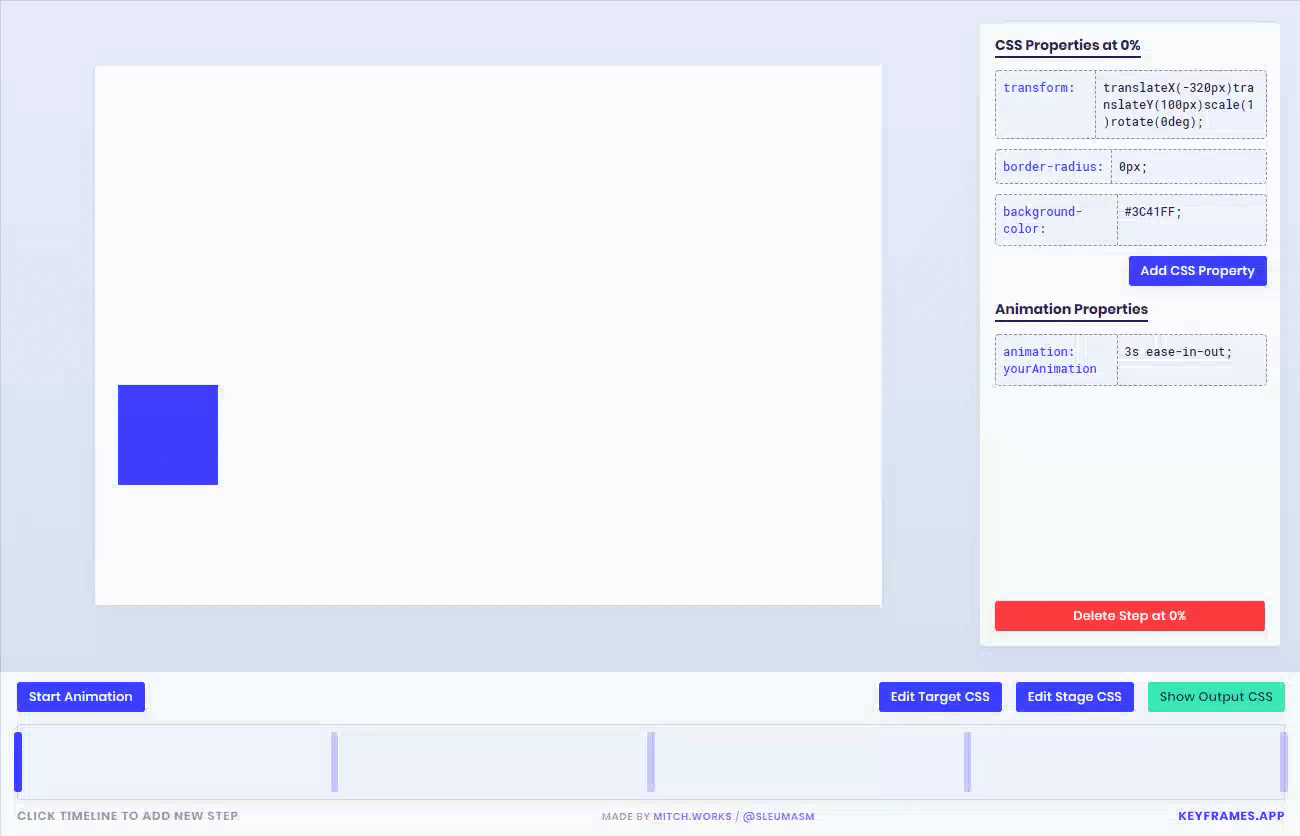 CSS Properties at 0%
transform:
translateX(-320px)tra
nslateY(100px)scale(1
)rotate(0deg);
border-radius:
0px;
background-
color:
#3C41FF;
Add CSS Property
Animation Properties
animation:
yourAnimation
3s ease-in-out;
Delete Step at 0%
Start Animation
Edit Target CSS
Edit Stage CSS
Show Output CSS
CLICK TIMELINE TO ADD NEW STEP
MADE BY MITCH.WORKS / @SLEUMASM
KEYFRAMES.APP